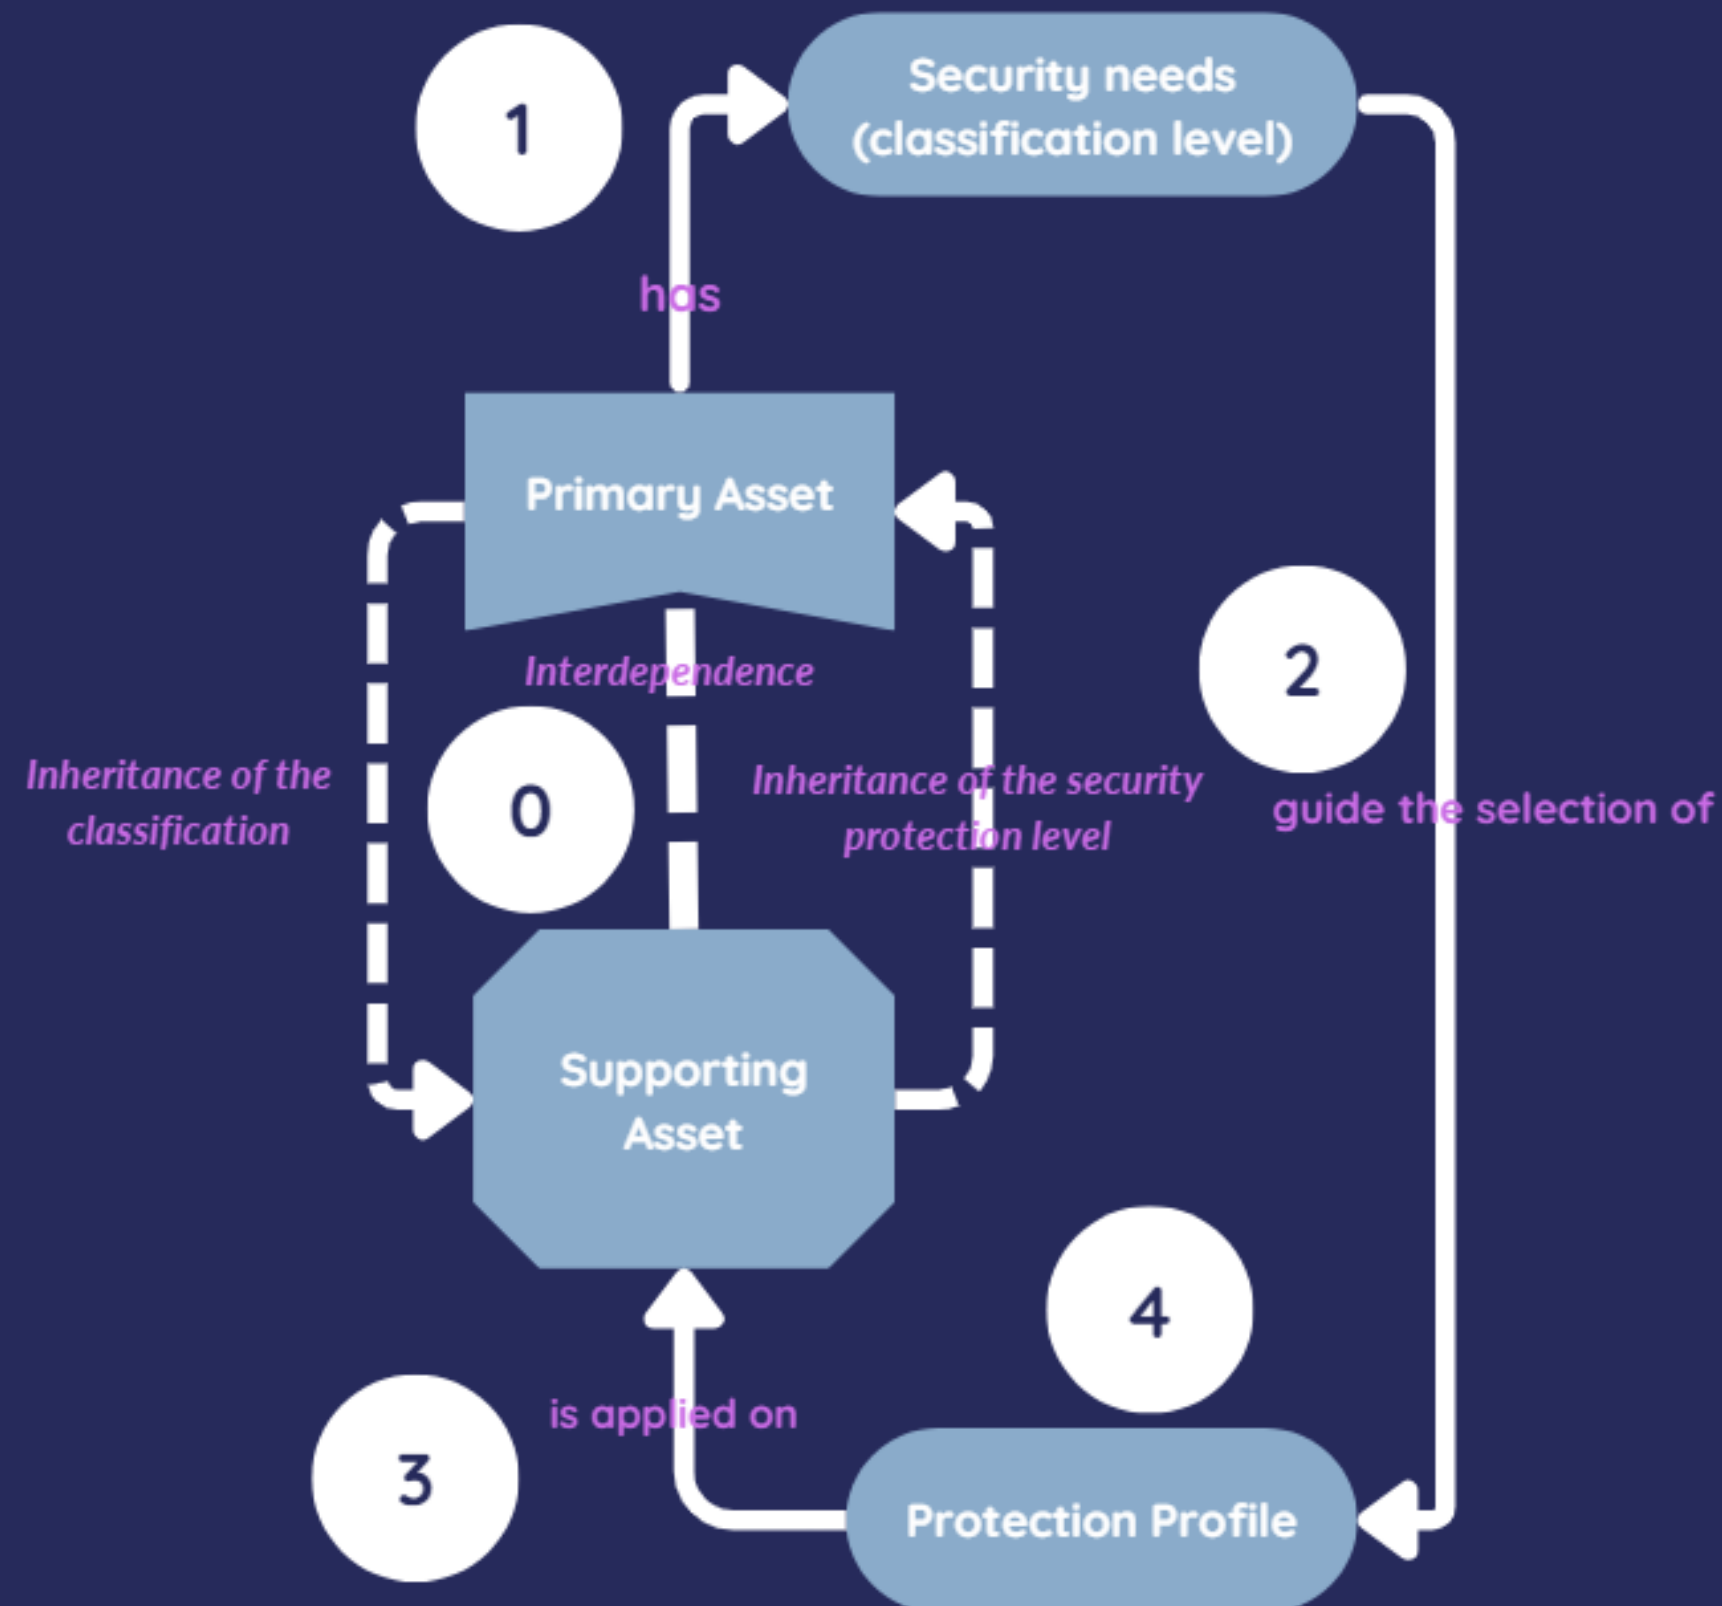 1
Security needs
(classification level)
has
Primary Asset
Interdependence
2
0
Inheritance of the
classification
Inheritance of the security
protection level
guide the selection of
Supporting
Asset
4
is applied on
3
Protection Profile